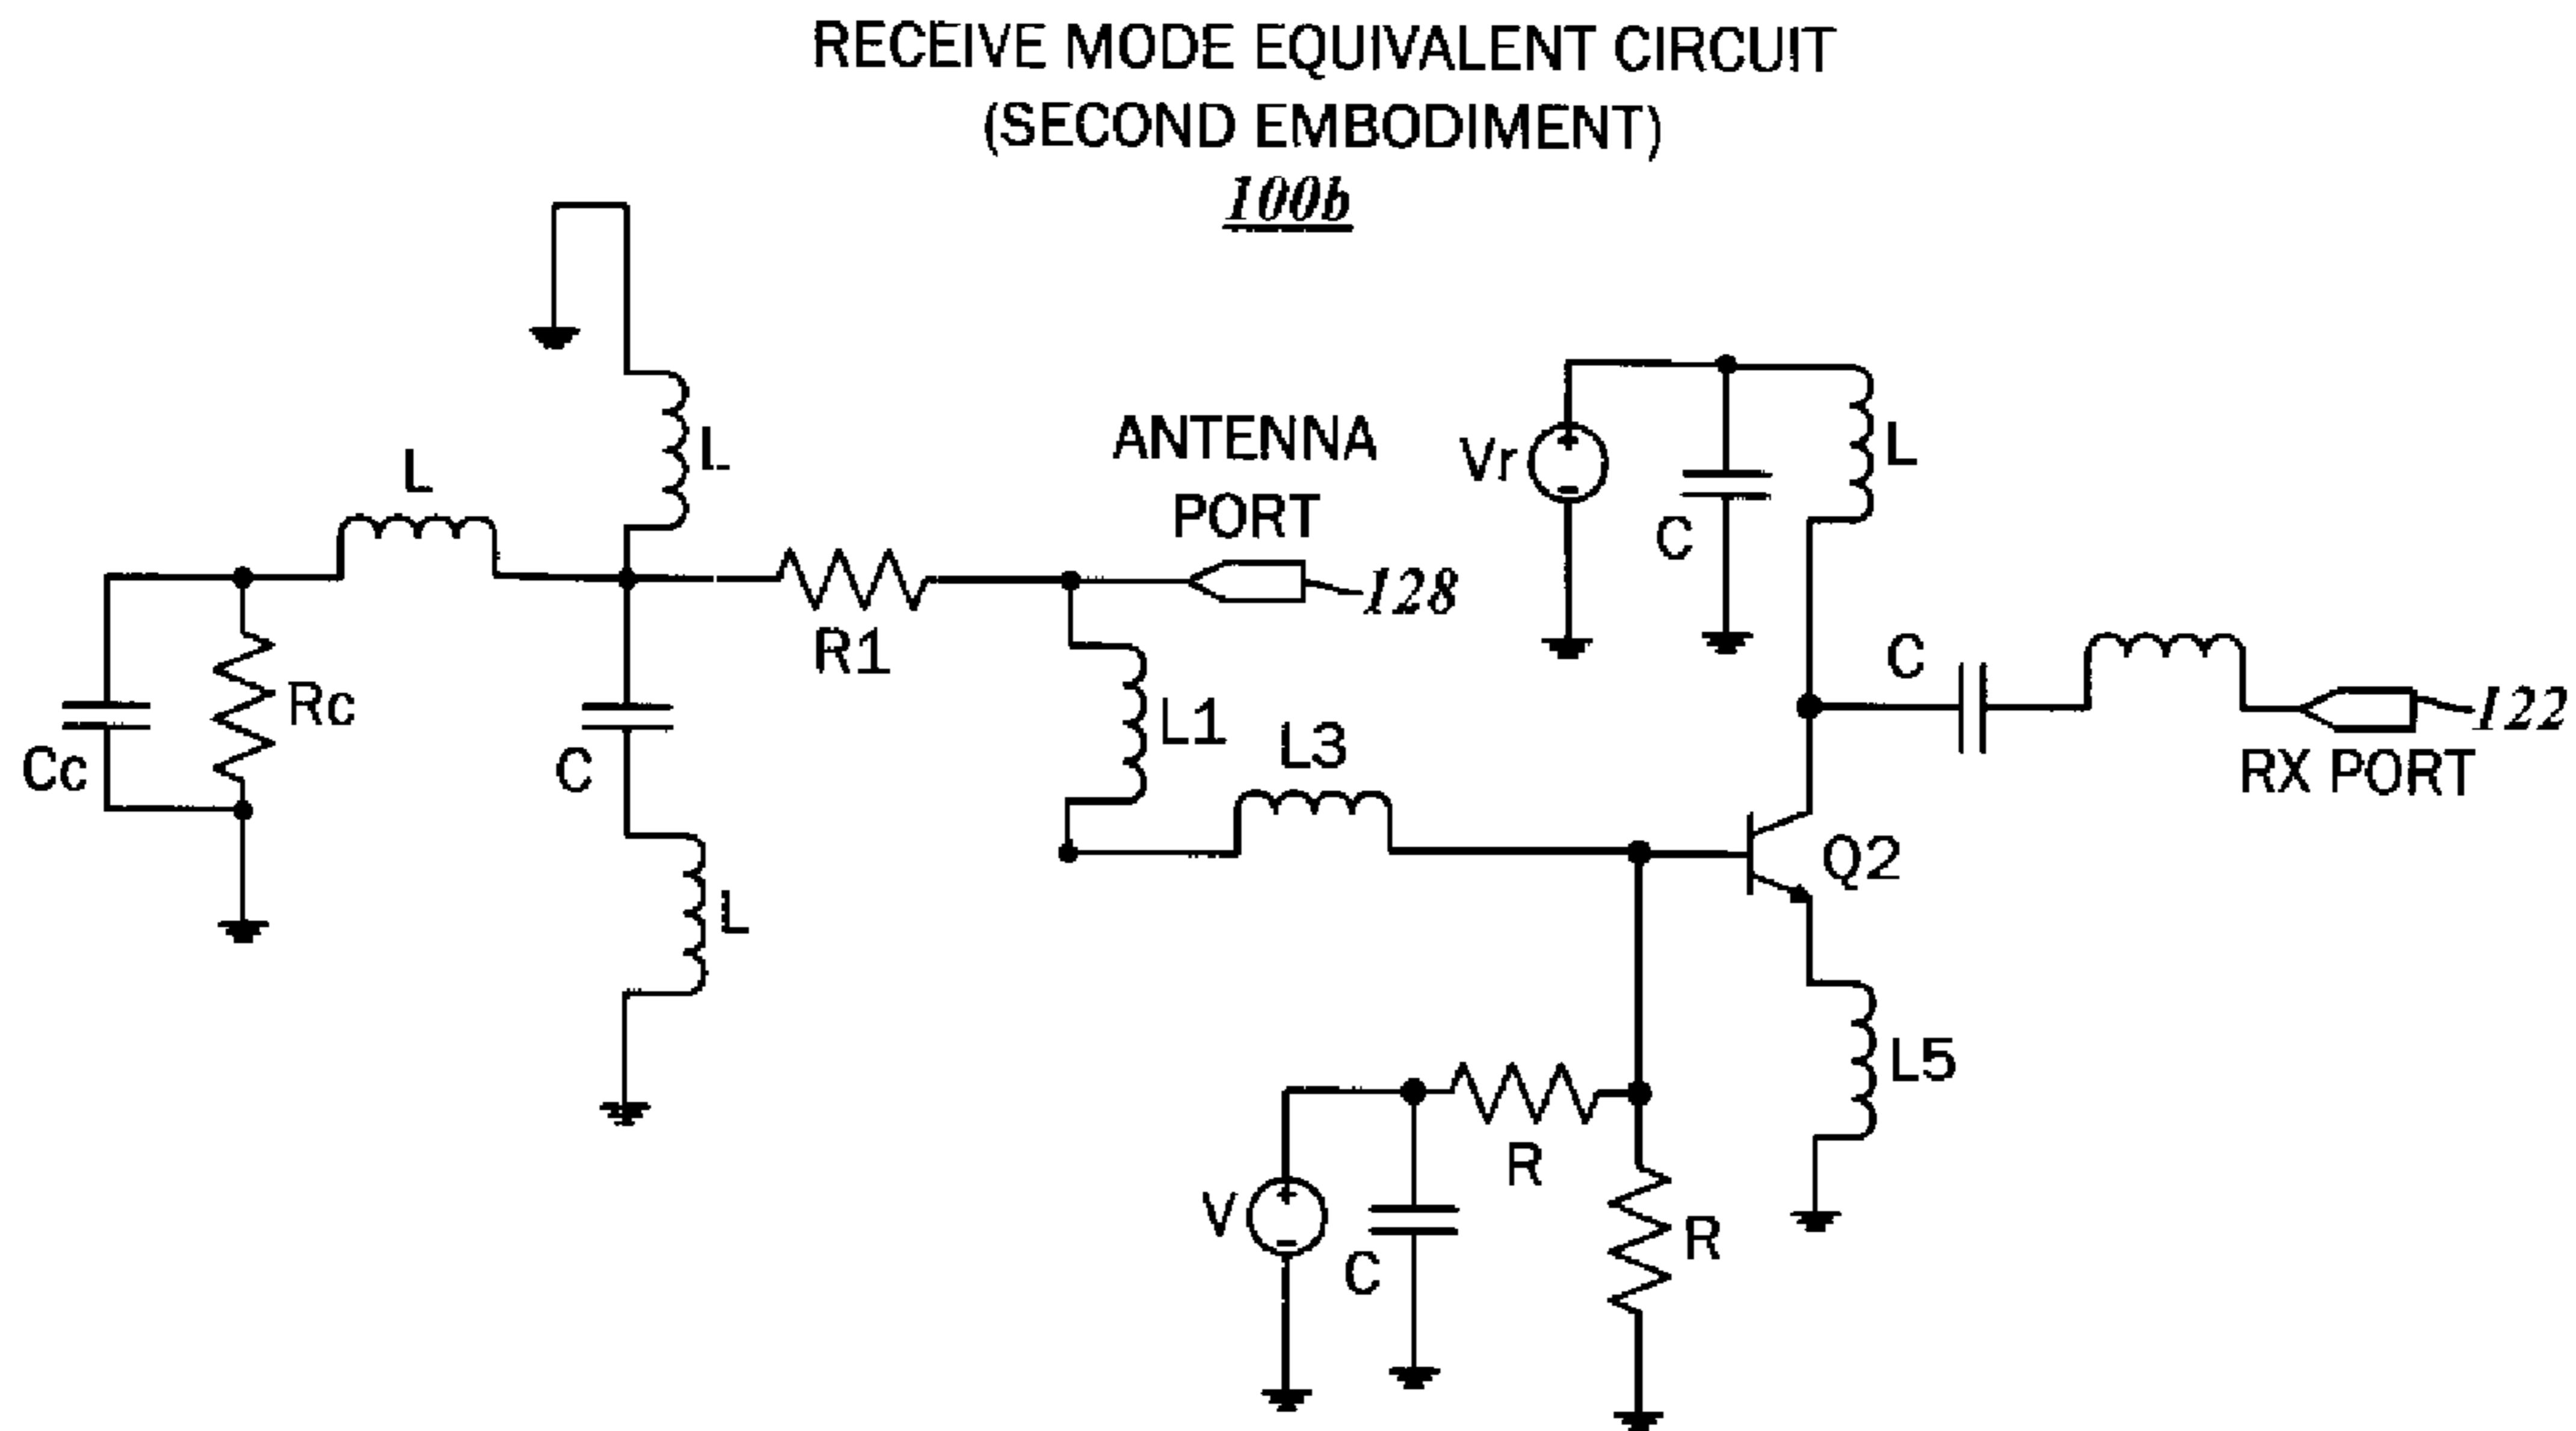 RECEIVE MODE EQUIVALENT CIRCUIT
(SECOND EMBODIMENT)
100b
L
L
ANTENNA
PORT
128
Vr
C
L
Cc
Rc
C
L
R1
L1
L3
C
122
RX PORT
Q2
L5
V
C
R
R